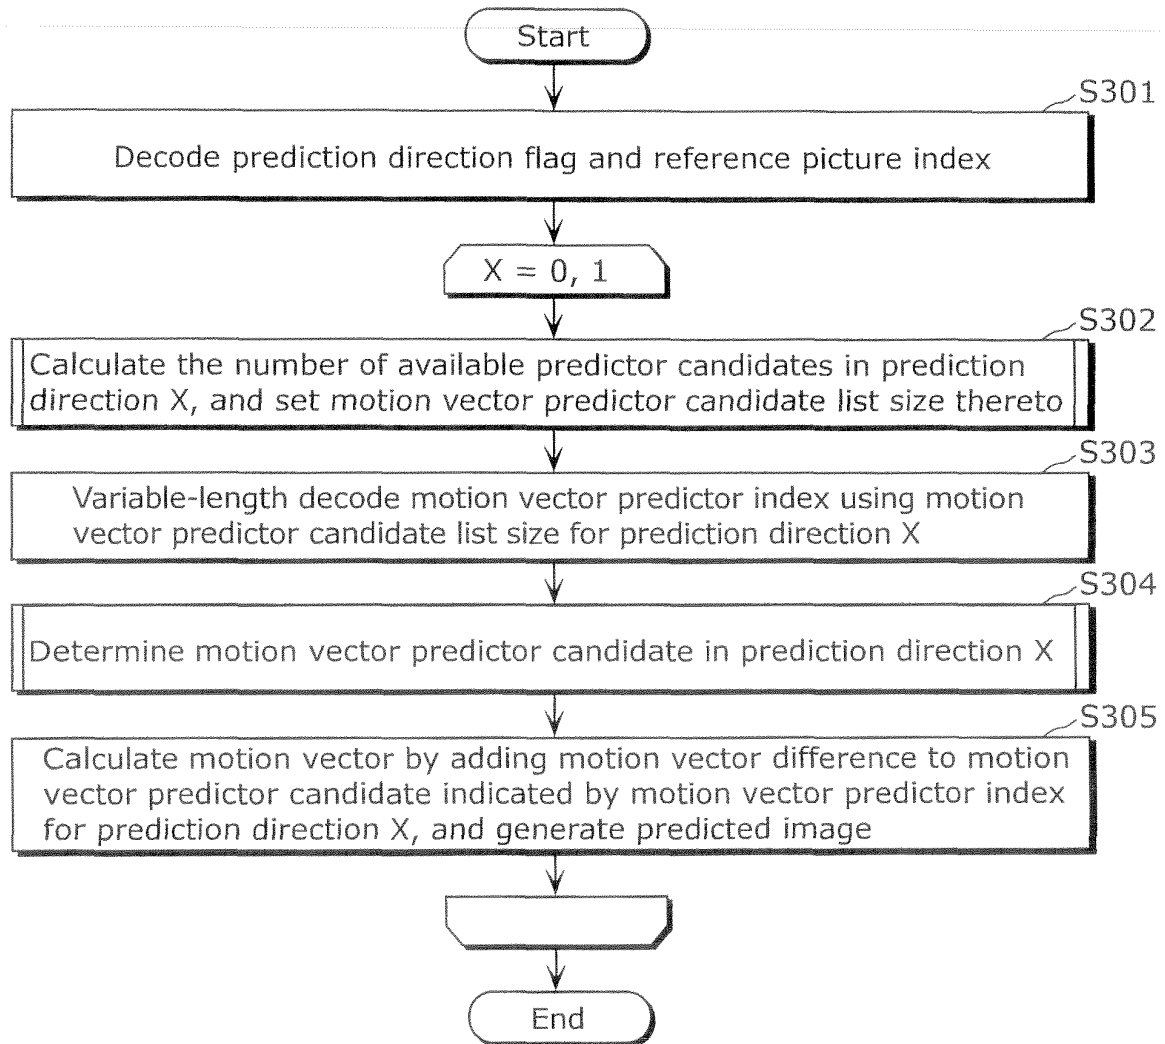 Start
S301
Decode prediction direction flag and reference picture index
X = 0, 1
S302
Calculate the number of available predictor candidates in prediction
direction X, and set motion vector predictor candidate list size thereto
S303
Variable-length decode motion vector predictor index using motion
vector predictor candidate list size for prediction direction X
S304
Determine motion vector predictor candidate in prediction direction X
S305
Calculate motion vector by adding motion vector difference to motion
vector predictor candidate indicated by motion vector predictor index
for prediction direction X, and generate predicted image
End